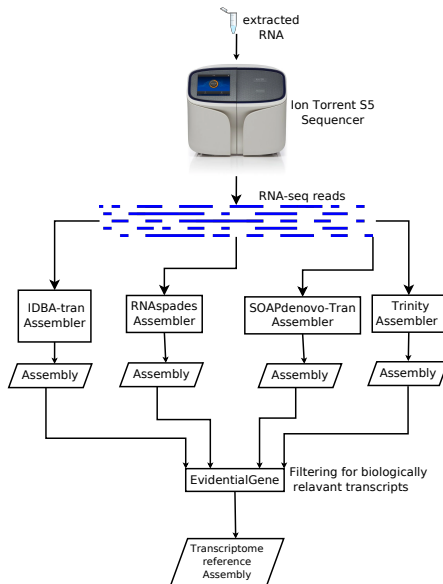 extracted
RNA
Ion Torrent S5
Sequencer
RNA-seq reads
IDBA-tran
Assembler
RNAspades
Assembler
SOAPdenovo-Tran
Assembler
Trinity
Assembler
Assembly
Assembly
Assembly
Assembly
EvidentialGene
Filtering for biologically
relavant transcripts
Transcriptome
reference
Assembly